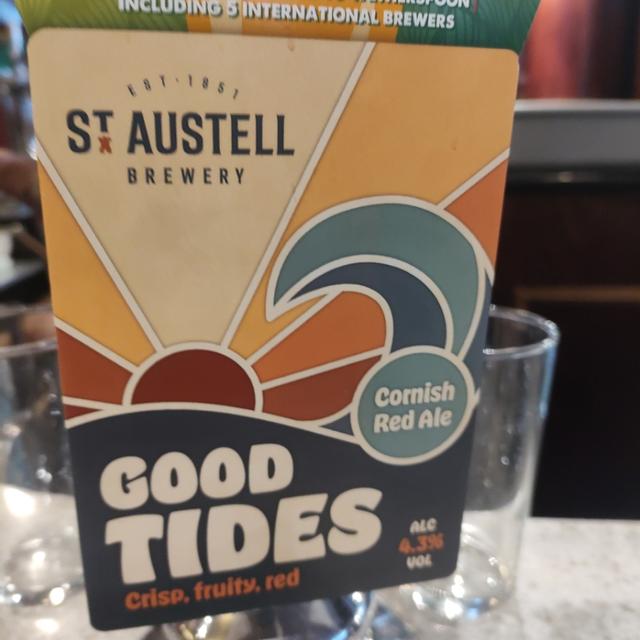 INCLUDING 5 INTERNATIONAL BREWERS
EST·1851
ST AUSTELL
BREWERY
Cornish
Red Ale
GOOD
TIDES
Crisp, fruity, red
ALC
4.3%
VOL